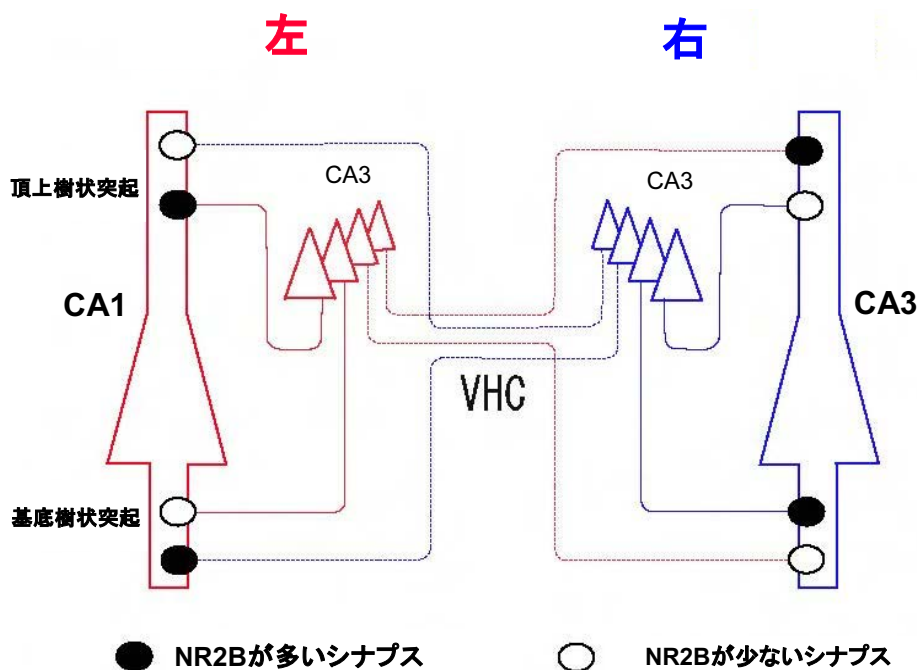 左 右
頂上樹状突起
CA3 CA3
CA1 CA3
VHC
基底樹状突起
NR2Bが多いシナプス NR2Bが少ないシナプス